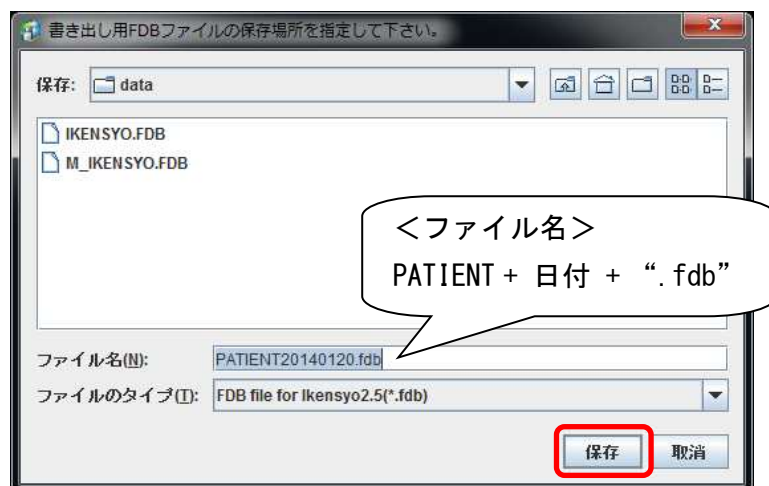 書き出し用FDBファイルの保存場所を指定して下さい。
保存: data
IKENSYO.FDB
M_IKENSYO.FDB
<ファイル名>
PATIENT + 日付 + “.fdb”
ファイル名(N): PATIENT20140120.fdb
ファイルのタイプ(T): FDB file for Ikensyo2.5(*.fdb)
保存 取消